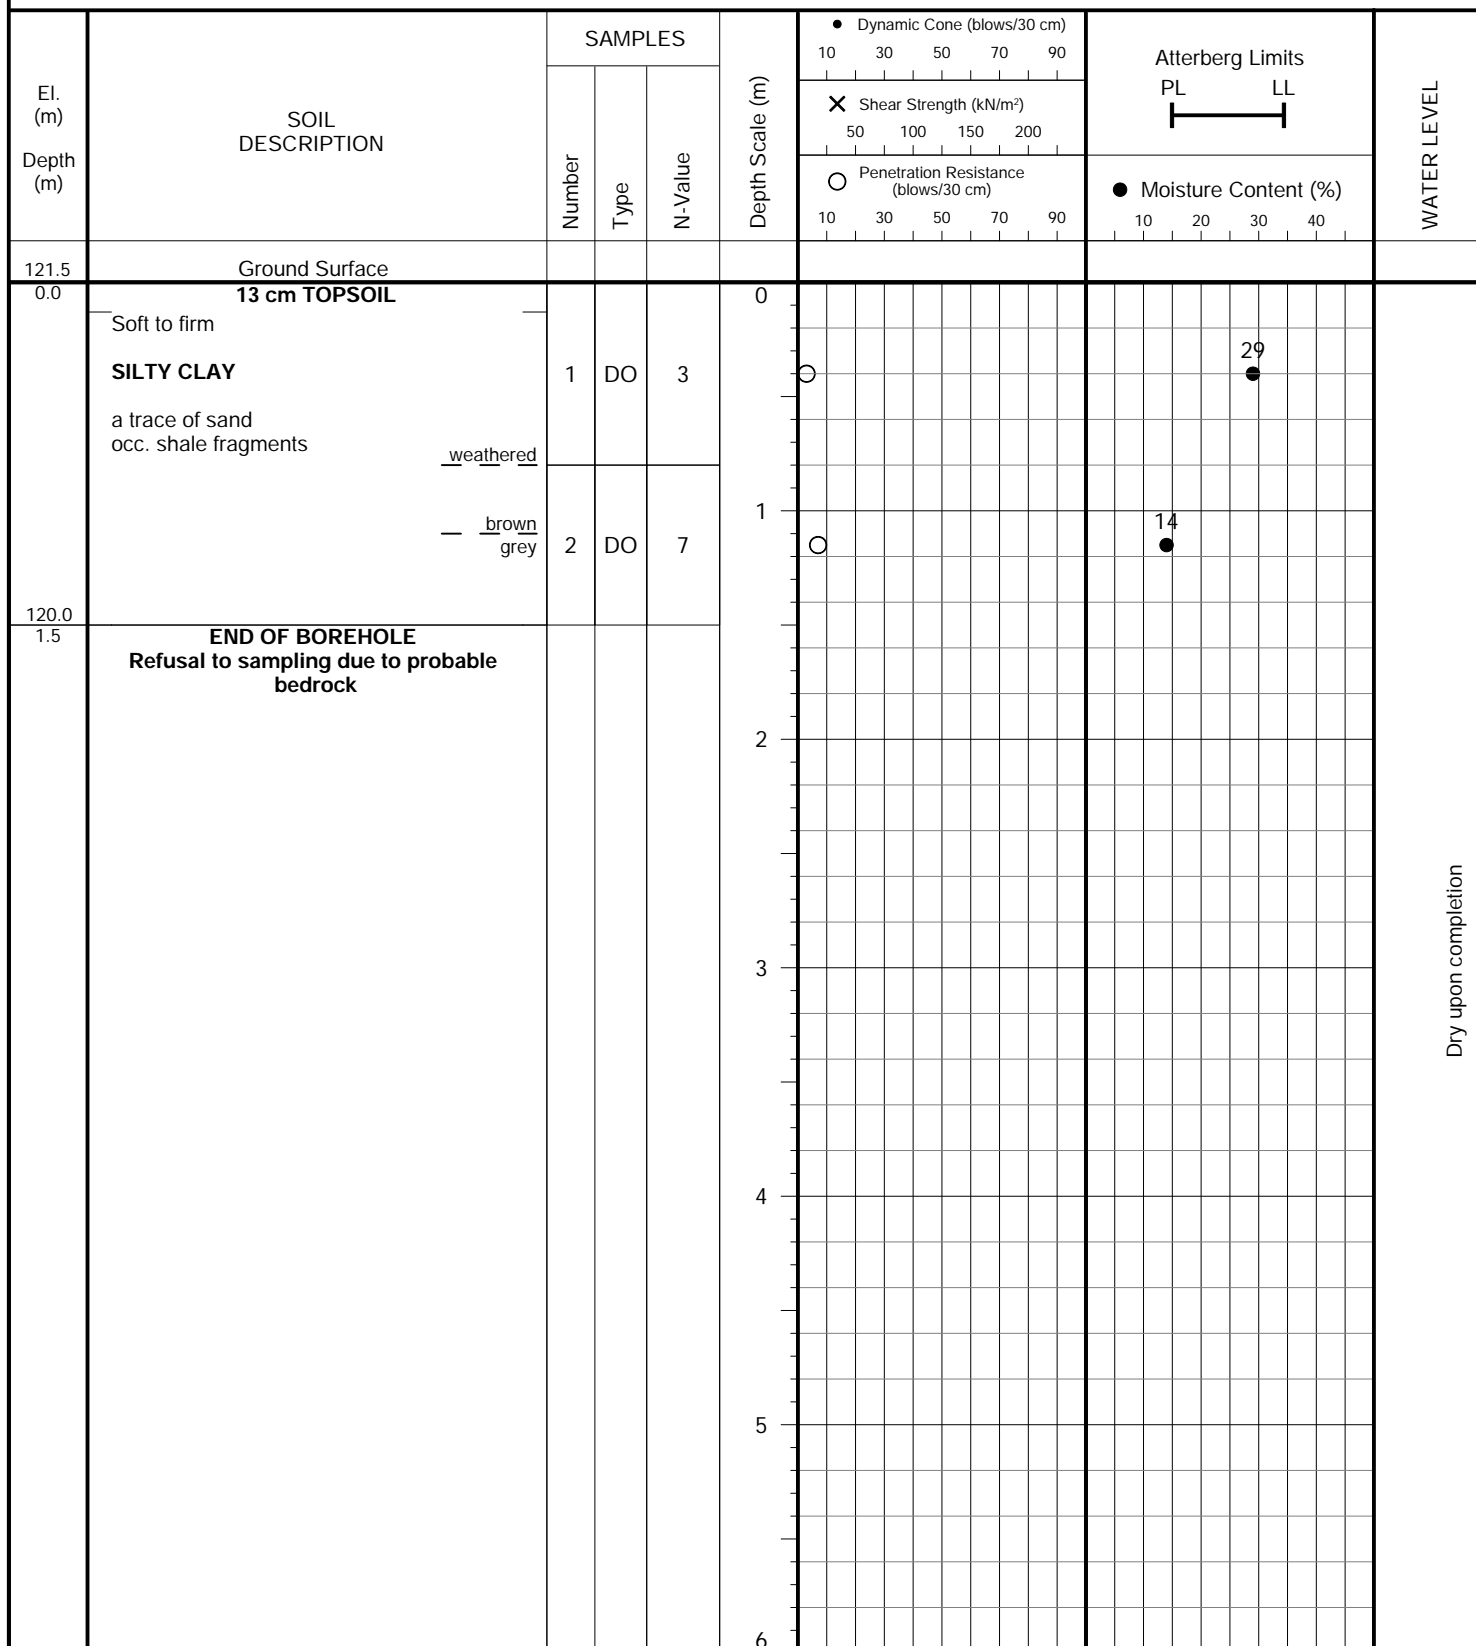 El.
(m)
Depth
(m)
SOIL
DESCRIPTION
SAMPLES
Number
Type
N-Value
Depth Scale (m)
Dynamic Cone (blows/30 cm)
10 30 50 70 90
Shear Strength (kN/m²)
50 100 150 200
Penetration Resistance
(blows/30 cm)
10 30 50 70 90
Atterberg Limits
PL LL
Moisture Content (%)
10 20 30 40
WATER LEVEL
121.5 Ground Surface
0.0 13 cm TOPSOIL 0
Soft to firm
29
SILTY CLAY 1 DO 3
a trace of sand
occ. shale fragments
weathered
1
brown 14
grey 2 DO 7
120.0
1.5 END OF BOREHOLE
Refusal to sampling due to probable
bedrock
2
3
4
5
6
Dry upon completion